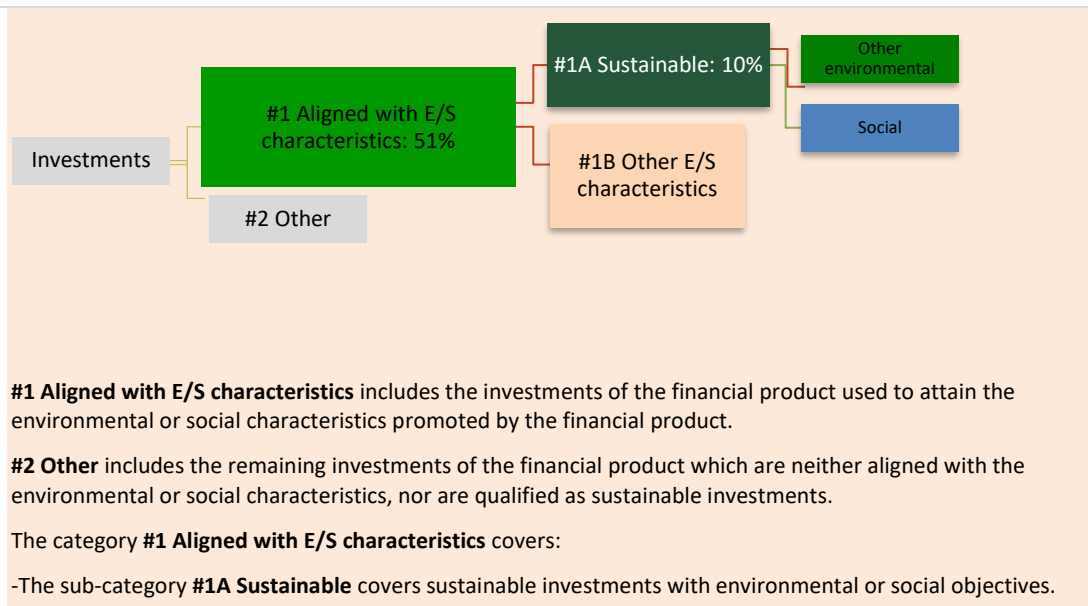 Investments
#1 Aligned with E/S
characteristics: 51%
#2 Other
#1A Sustainable: 10%
#1B Other E/S
characteristics
Other
environmental
Social
#1 Aligned with E/S characteristics includes the investments of the financial product used to attain the
environmental or social characteristics promoted by the financial product.
#2 Other includes the remaining investments of the financial product which are neither aligned with the
environmental or social characteristics, nor are qualified as sustainable investments.
The category #1 Aligned with E/S characteristics covers:
-The sub-category #1A Sustainable covers sustainable investments with environmental or social objectives.